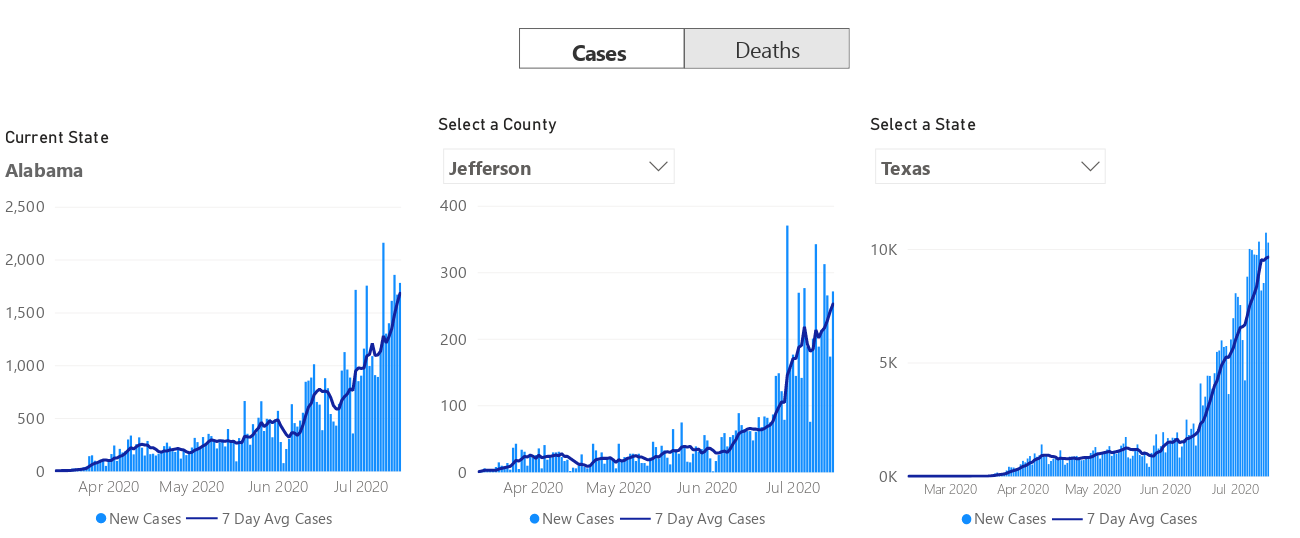 Cases
Deaths
Current State
Alabama
2,500
2,000
1,500
1,000
500
0
Apr 2020 May 2020 Jun 2020 Jul 2020
New Cases 7 Day Avg Cases
Select a County
Jefferson
400
300
200
100
0
Apr 2020 May 2020 Jun 2020 Jul 2020
New Cases 7 Day Avg Cases
Select a State
Texas
10K
5K
0K
Mar 2020 Apr 2020 May 2020 Jun 2020 Jul 2020
New Cases 7 Day Avg Cases